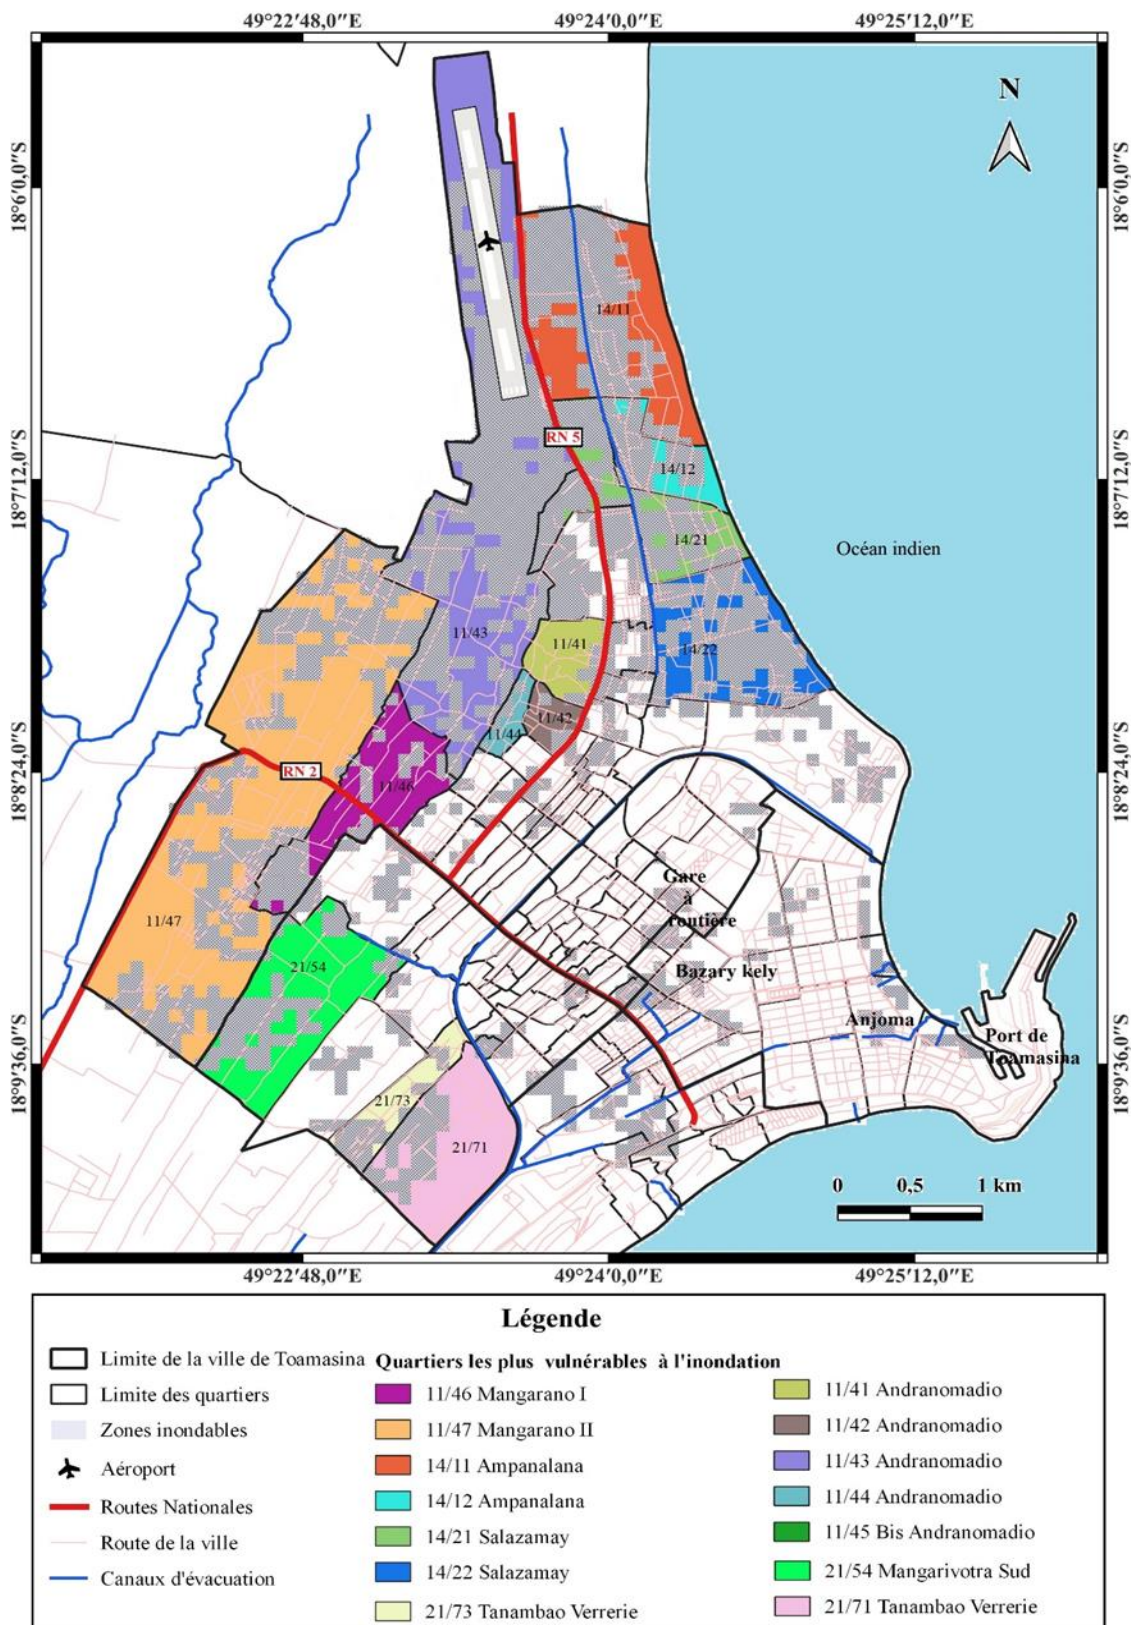 49°22'48,0"E 49°24'0,0"E 49°25'12,0"E
N
18°6'0,0"S 18°6'0,0"S
14/11
RN 5
18°7'12,0"S 14/12 18°7'12,0"S
14/21
Océan indien
11/43 11/41 14/22
11/42
11/44
18°8'24,0"S RN 2 18°8'24,0"S
11/46
Gare
à
routière
11/47
21/54 Bazary kely
Anjoma
Port de
Toamasina
18°9'36,0"S 18°9'36,0"S
21/73
21/71
0 0,5 1 km
49°22'48,0"E 49°24'0,0"E 49°25'12,0"E
Légende
Limite de la ville de Toamasina
Limite des quartiers
Zones inondables
Aéroport
Routes Nationales
Route de la ville
Canaux d'évacuation
Quartiers les plus vulnérables à l'inondation
11/46 Mangarano I
11/47 Mangarano II
14/11 Ampanalana
14/12 Ampanalana
14/21 Salazamay
14/22 Salazamay
21/73 Tanambao Verrerie
11/41 Andranomadio
11/42 Andranomadio
11/43 Andranomadio
11/44 Andranomadio
11/45 Bis Andranomadio
21/54 Mangarivotra Sud
21/71 Tanambao Verrerie